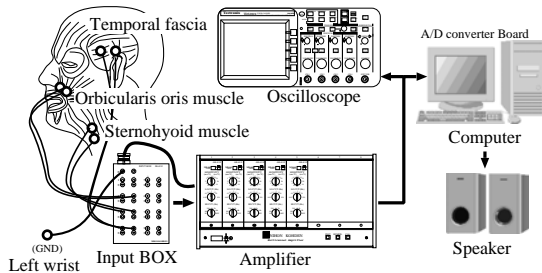 Temporal fascia
A/D converter Board
Orbicularis oris muscle
Oscilloscope
Sternohyoid muscle
Computer
(GND)
Left wrist
Input BOX
Amplifier
Speaker